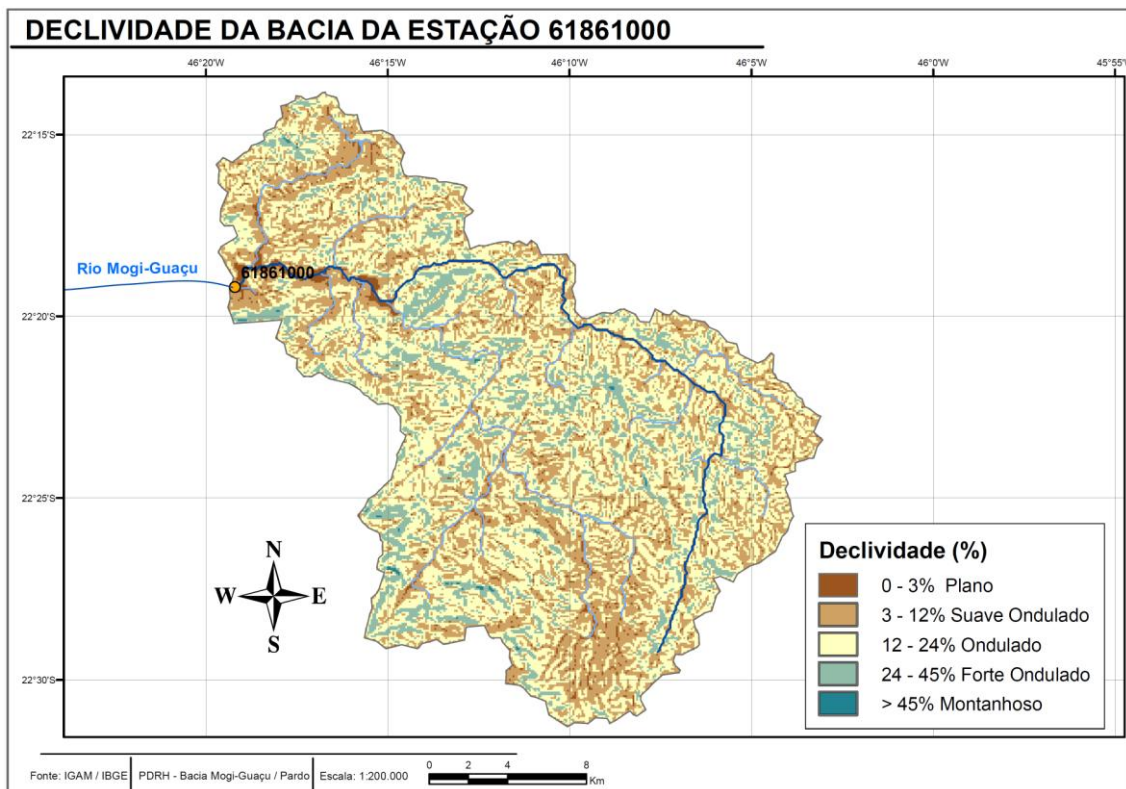 DECLIVIDADE DA BACIA DA ESTAÇÃO 61861000
46°20'W 46°15'W 46°10'W 46°5'W 46°0'W 45°55'W
22°15'S
Rio Mogi-Guaçu
61861000
22°20'S
22°25'S
22°30'S
N
W E
S
Declividade (%)
0 - 3% Plano
3 - 12% Suave Ondulado
12 - 24% Ondulado
24 - 45% Forte Ondulado
> 45% Montanhoso
Fonte: IGAM / IBGE PDRH - Bacia Mogi-Guaçu / Pardo Escala: 1:200.000
0 2 4 8
Km